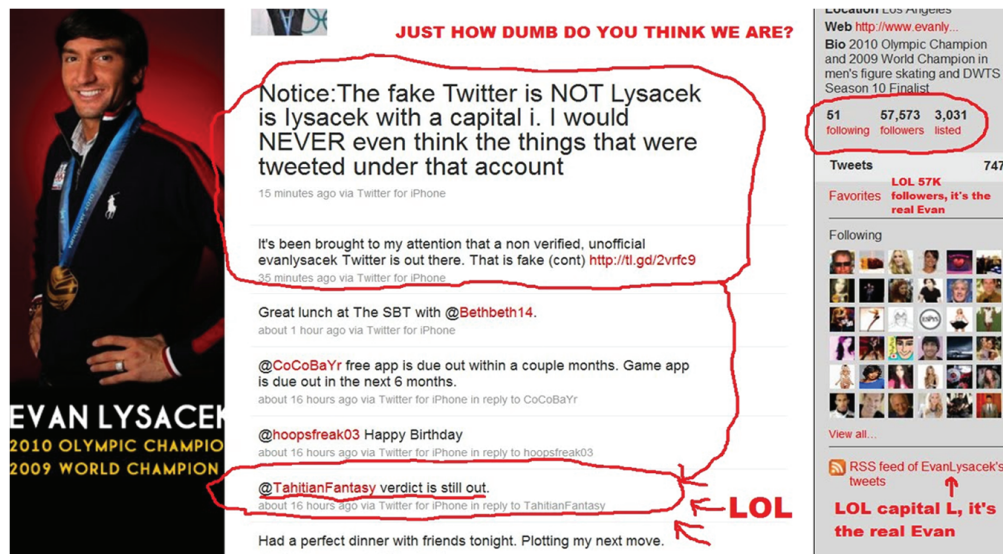 JUST HOW DUMB DO YOU THINK WE ARE?
Notice:The fake Twitter is NOT Lysacek
is Iysacek with a capital i. I would
NEVER even think the things that were
tweeted under that account
15 minutes ago via Twitter for iPhone
It's been brought to my attention that a non verified, unofficial
evanlysacek Twitter is out there. That is fake (cont) http://tl.gd/2vrfc9
35 minutes ago via Twitter for iPhone
Great lunch at The SBT with @Bethbeth14.
about 1 hour ago via Twitter for iPhone
@CoCoBaYr free app is due out within a couple months. Game app
is due out in the next 6 months.
about 16 hours ago via Twitter for iPhone in reply to CoCoBaYr
@hoopsfreak03 Happy Birthday
about 16 hours ago via Twitter for iPhone in reply to hoopsfreak03
@TahitianFantasy verdict is still out.
about 16 hours ago via Twitter for iPhone in reply to TahitianFantasy
LOL
Had a perfect dinner with friends tonight. Plotting my next move.
EVAN LYSACEK
2010 OLYMPIC CHAMPIO
2009 WORLD CHAMPION
Location Los Angeles
Web http://www.evanly...
Bio 2010 Olympic Champion
and 2009 World Champion in
men's figure skating and DWTS
Season 10 Finalist
51 57,573 3,031
following followers listed
Tweets 747
Favorites
LOL 57K
followers, it's the
real Evan
Following
View all...
RSS feed of EvanLysacek's
tweets
LOL capital L, it's
the real Evan